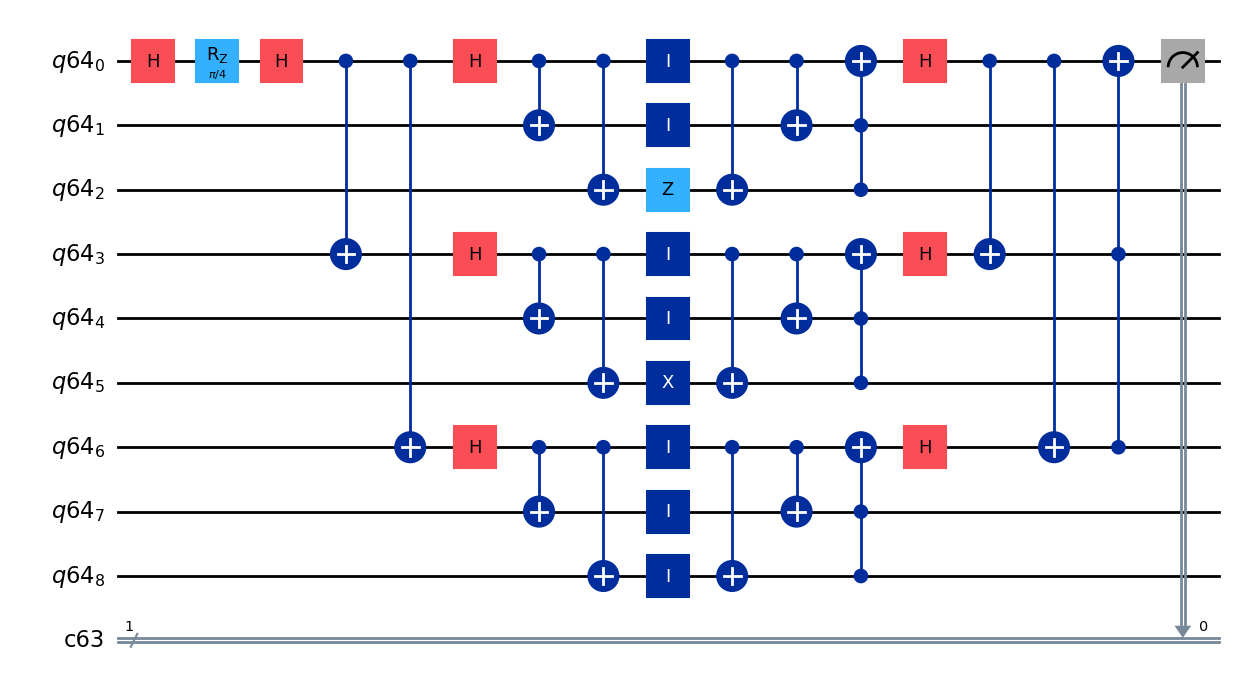 q64₀ H R_Z π/4 H H I H
q64₁ I
q64₂ Z
q64₃ H I H
q64₄ I
q64₅ X
q64₆ H I H
q64₇ I
q64₈ I
c63 1 0